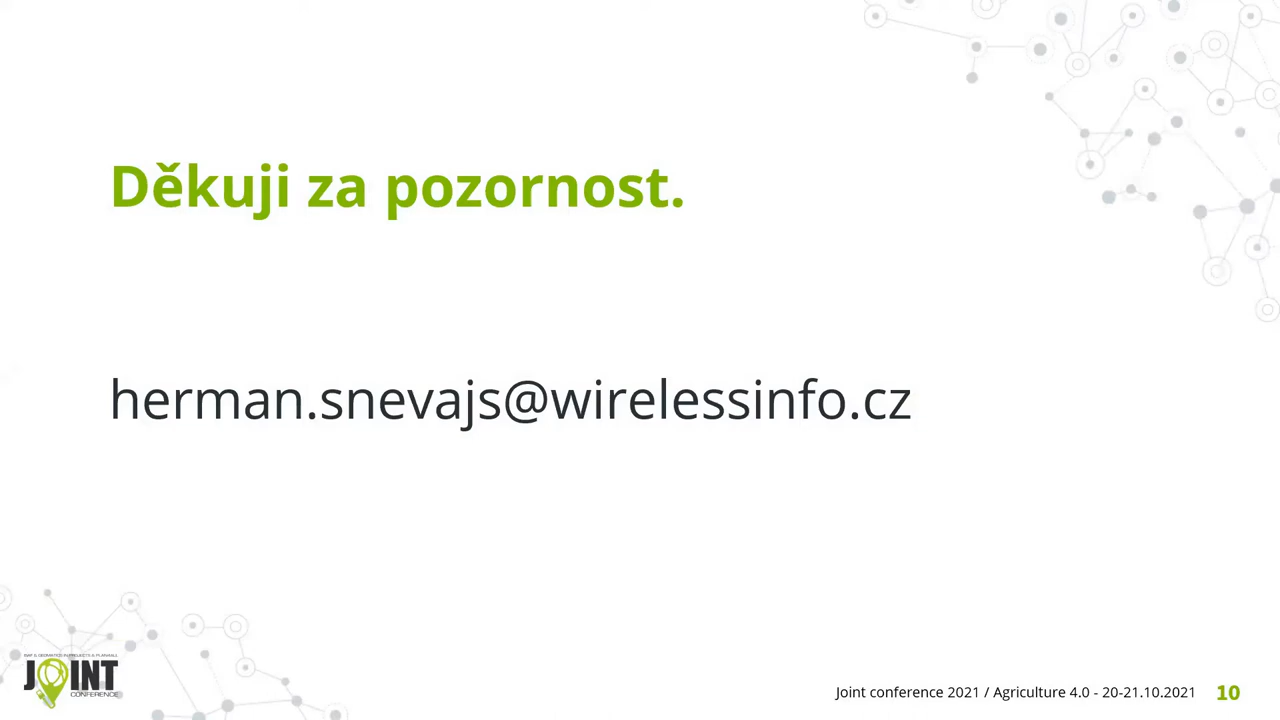 Děkuji za pozornost.
herman.snevajs@wirelessinfo.cz
JOINT
CONFERENCE
Joint conference 2021 / Agriculture 4.0 - 20-21.10.2021 10